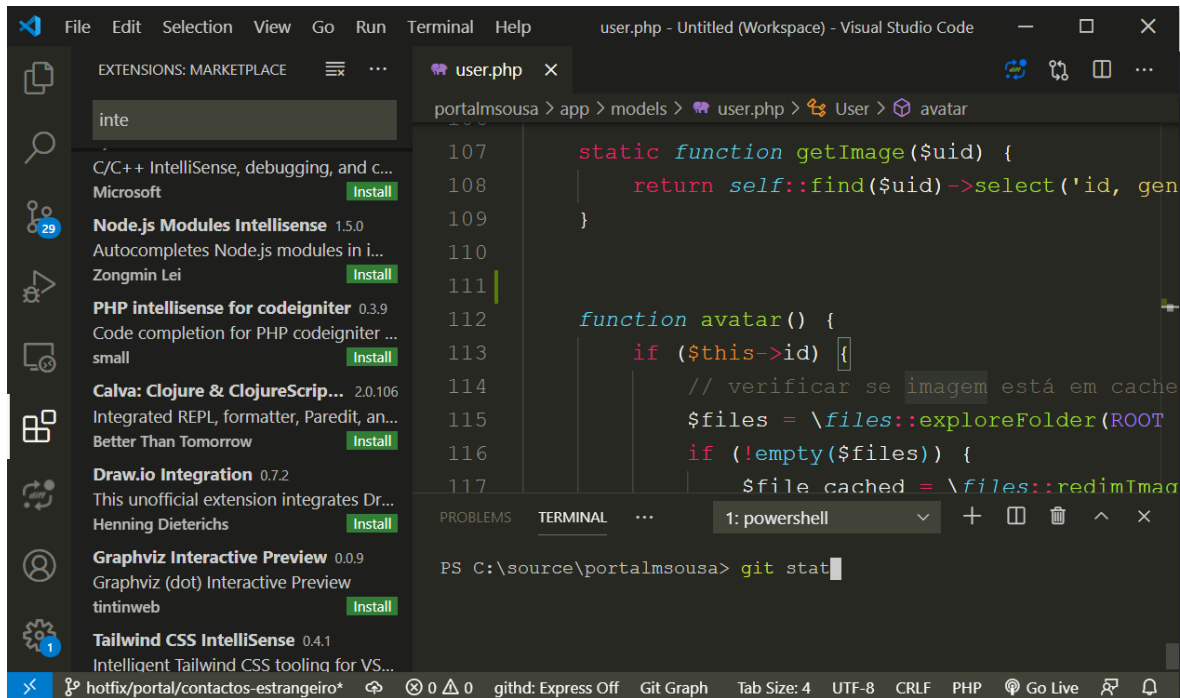 File Edit Selection View Go Run Terminal Help user.php - Untitled (Workspace) - Visual Studio Code
EXTENSIONS: MARKETPLACE
inte
C/C++ IntelliSense, debugging, and c...
Microsoft Install
Node.js Modules Intellisense 1.5.0
Autocompletes Node.js modules in i...
Zongmin Lei Install
PHP intellisense for codeigniter 0.3.9
Code completion for PHP codeigniter ...
small Install
Calva: Clojure & ClojureScrip... 2.0.106
Integrated REPL, formatter, Paredit, an...
Better Than Tomorrow Install
Draw.io Integration 0.7.2
This unofficial extension integrates Dr...
Henning Dieterichs Install
Graphviz Interactive Preview 0.0.9
Graphviz (dot) Interactive Preview
tintinweb Install
Tailwind CSS IntelliSense 0.4.1
Intelligent Tailwind CSS tooling for VS...
29
1
user.php
portalmsousa > app > models > user.php > User > avatar
107 static function getImage($uid) {
108 return self::find($uid)->select('id, gen
109 }
110
111
112 function avatar() {
113 if ($this->id) {
114 // verificar se imagem está em cache
115 $files = \files::exploreFolder(ROOT
116 if (!empty($files)) {
117 $file_cached = \files::redimImag
PROBLEMS TERMINAL ... 1: powershell
PS C:\source\portalmsousa> git stat
hotfix/portal/contactos-estrangeiro* 0 0 githd: Express Off Git Graph Tab Size: 4 UTF-8 CRLF PHP Go Live